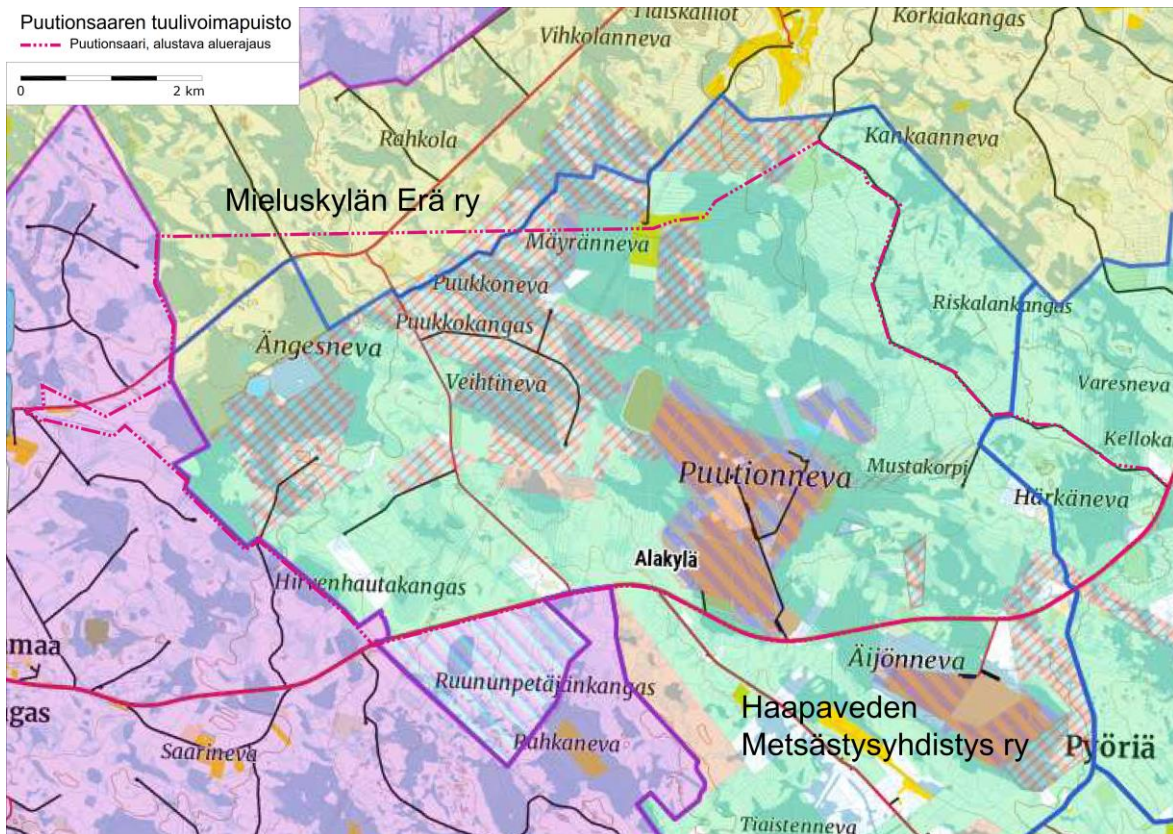 Puutionsaaren tuulivoimapuisto
Puutionsaari, alustava aluerajaus
0 2 km
Tiaiskalliot
Korkiakangas
Vihkolanneva
Rahkola
Kankaanneva
Mieluskylän Erä ry
Mäyränneva
Puukkoneva
Riskalankangas
Puukkokangas
Ängesneva
Veihtineva
Varesneva
Kelloka
Puutionneva
Mustakorpi
Härkäneva
Alakylä
Hirvenhautakangas
maa
Äijönneva
Ruununpetäjänkangas
gas
Haapaveden
Metsästysyhdistys ry
Saarineva
Rahkaneva
Pyöriä
Tiaistenneva